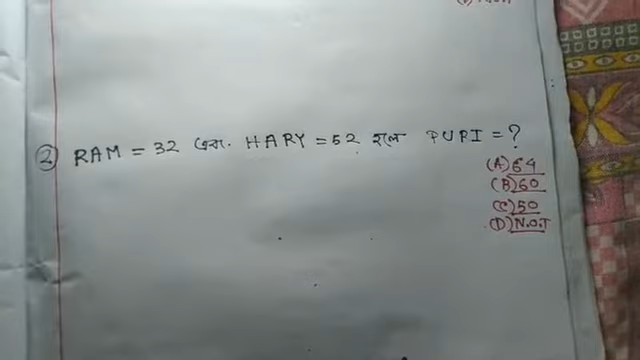 ② RAM = 32 এবং HARY = 52 হলে PURI = ?
(A) 64
(B) 60
(C) 50
(D) N.O.T